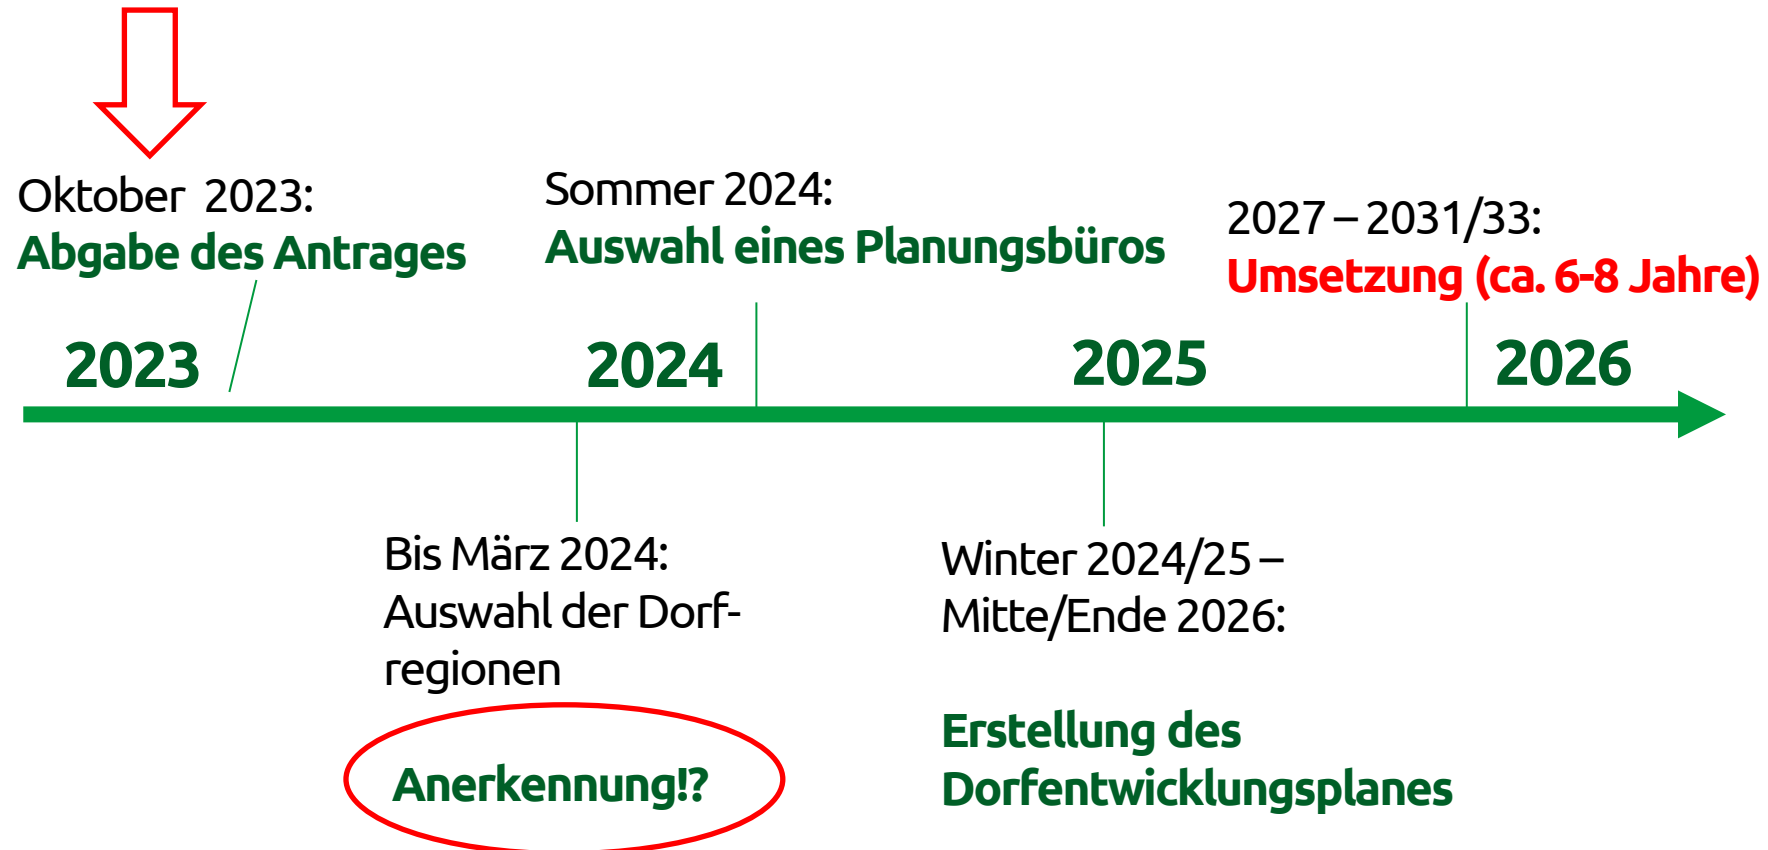 Oktober 2023:
Abgabe des Antrages
Sommer 2024:
Auswahl eines Planungsbüros
2027 – 2031/33:
Umsetzung (ca. 6-8 Jahre)
2023
2024
2025
2026
Bis März 2024:
Auswahl der Dorf-
regionen
Anerkennung!?
Winter 2024/25 –
Mitte/Ende 2026:
Erstellung des
Dorfentwicklungsplanes